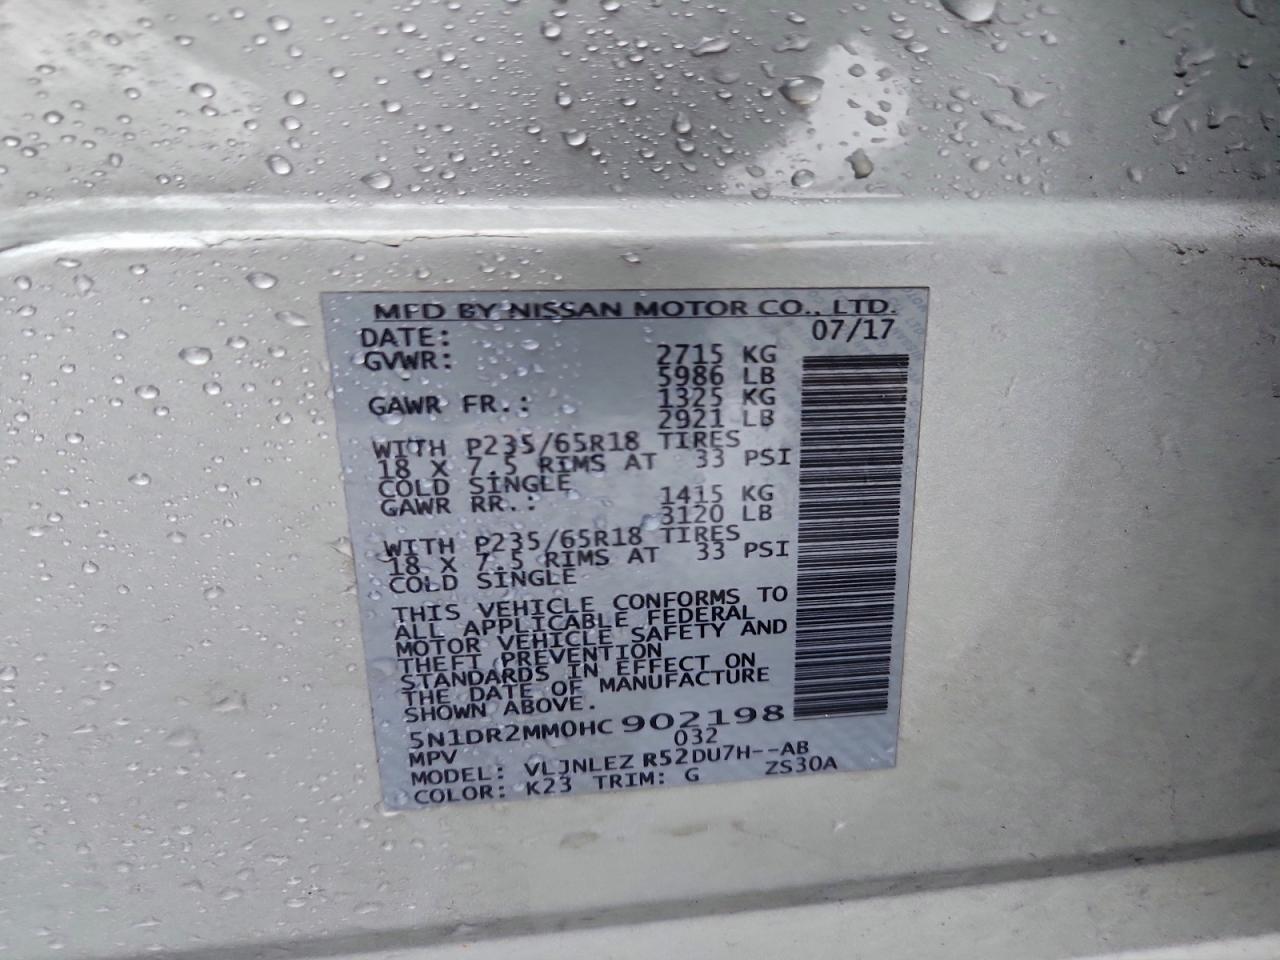 MFD BY NISSAN MOTOR CO., LTD.
DATE: 07/17
GVWR: 2715 KG
5986 LB
GAWR FR.: 1325 KG
2921 LB
WITH P235/65R18 TIRES
18 X 7.5 RIMS AT 33 PSI
COLD SINGLE
GAWR RR.: 1415 KG
3120 LB
WITH P235/65R18 TIRES
18 X 7.5 RIMS AT 33 PSI
COLD SINGLE
THIS VEHICLE CONFORMS TO
ALL APPLICABLE FEDERAL
MOTOR VEHICLE SAFETY AND
THEFT PREVENTION
STANDARDS IN EFFECT ON
THE DATE OF MANUFACTURE
SHOWN ABOVE.
5N1DR2MM0HC 902198
MPV 032
MODEL: VLJNLEZ R52DU7H--AB
COLOR: K23 TRIM: G ZS30A